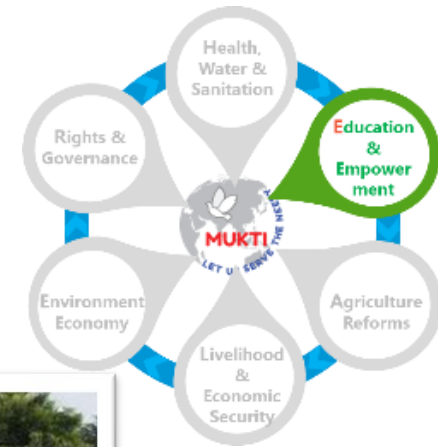 Health,
Water &
Sanitation
Education
&
Empower
ment
Rights &
Governance
MUKTI
LET US SERVE THE NEEDY
Environment
Economy
Agriculture
Reforms
Livelihood
&
Economic
Security